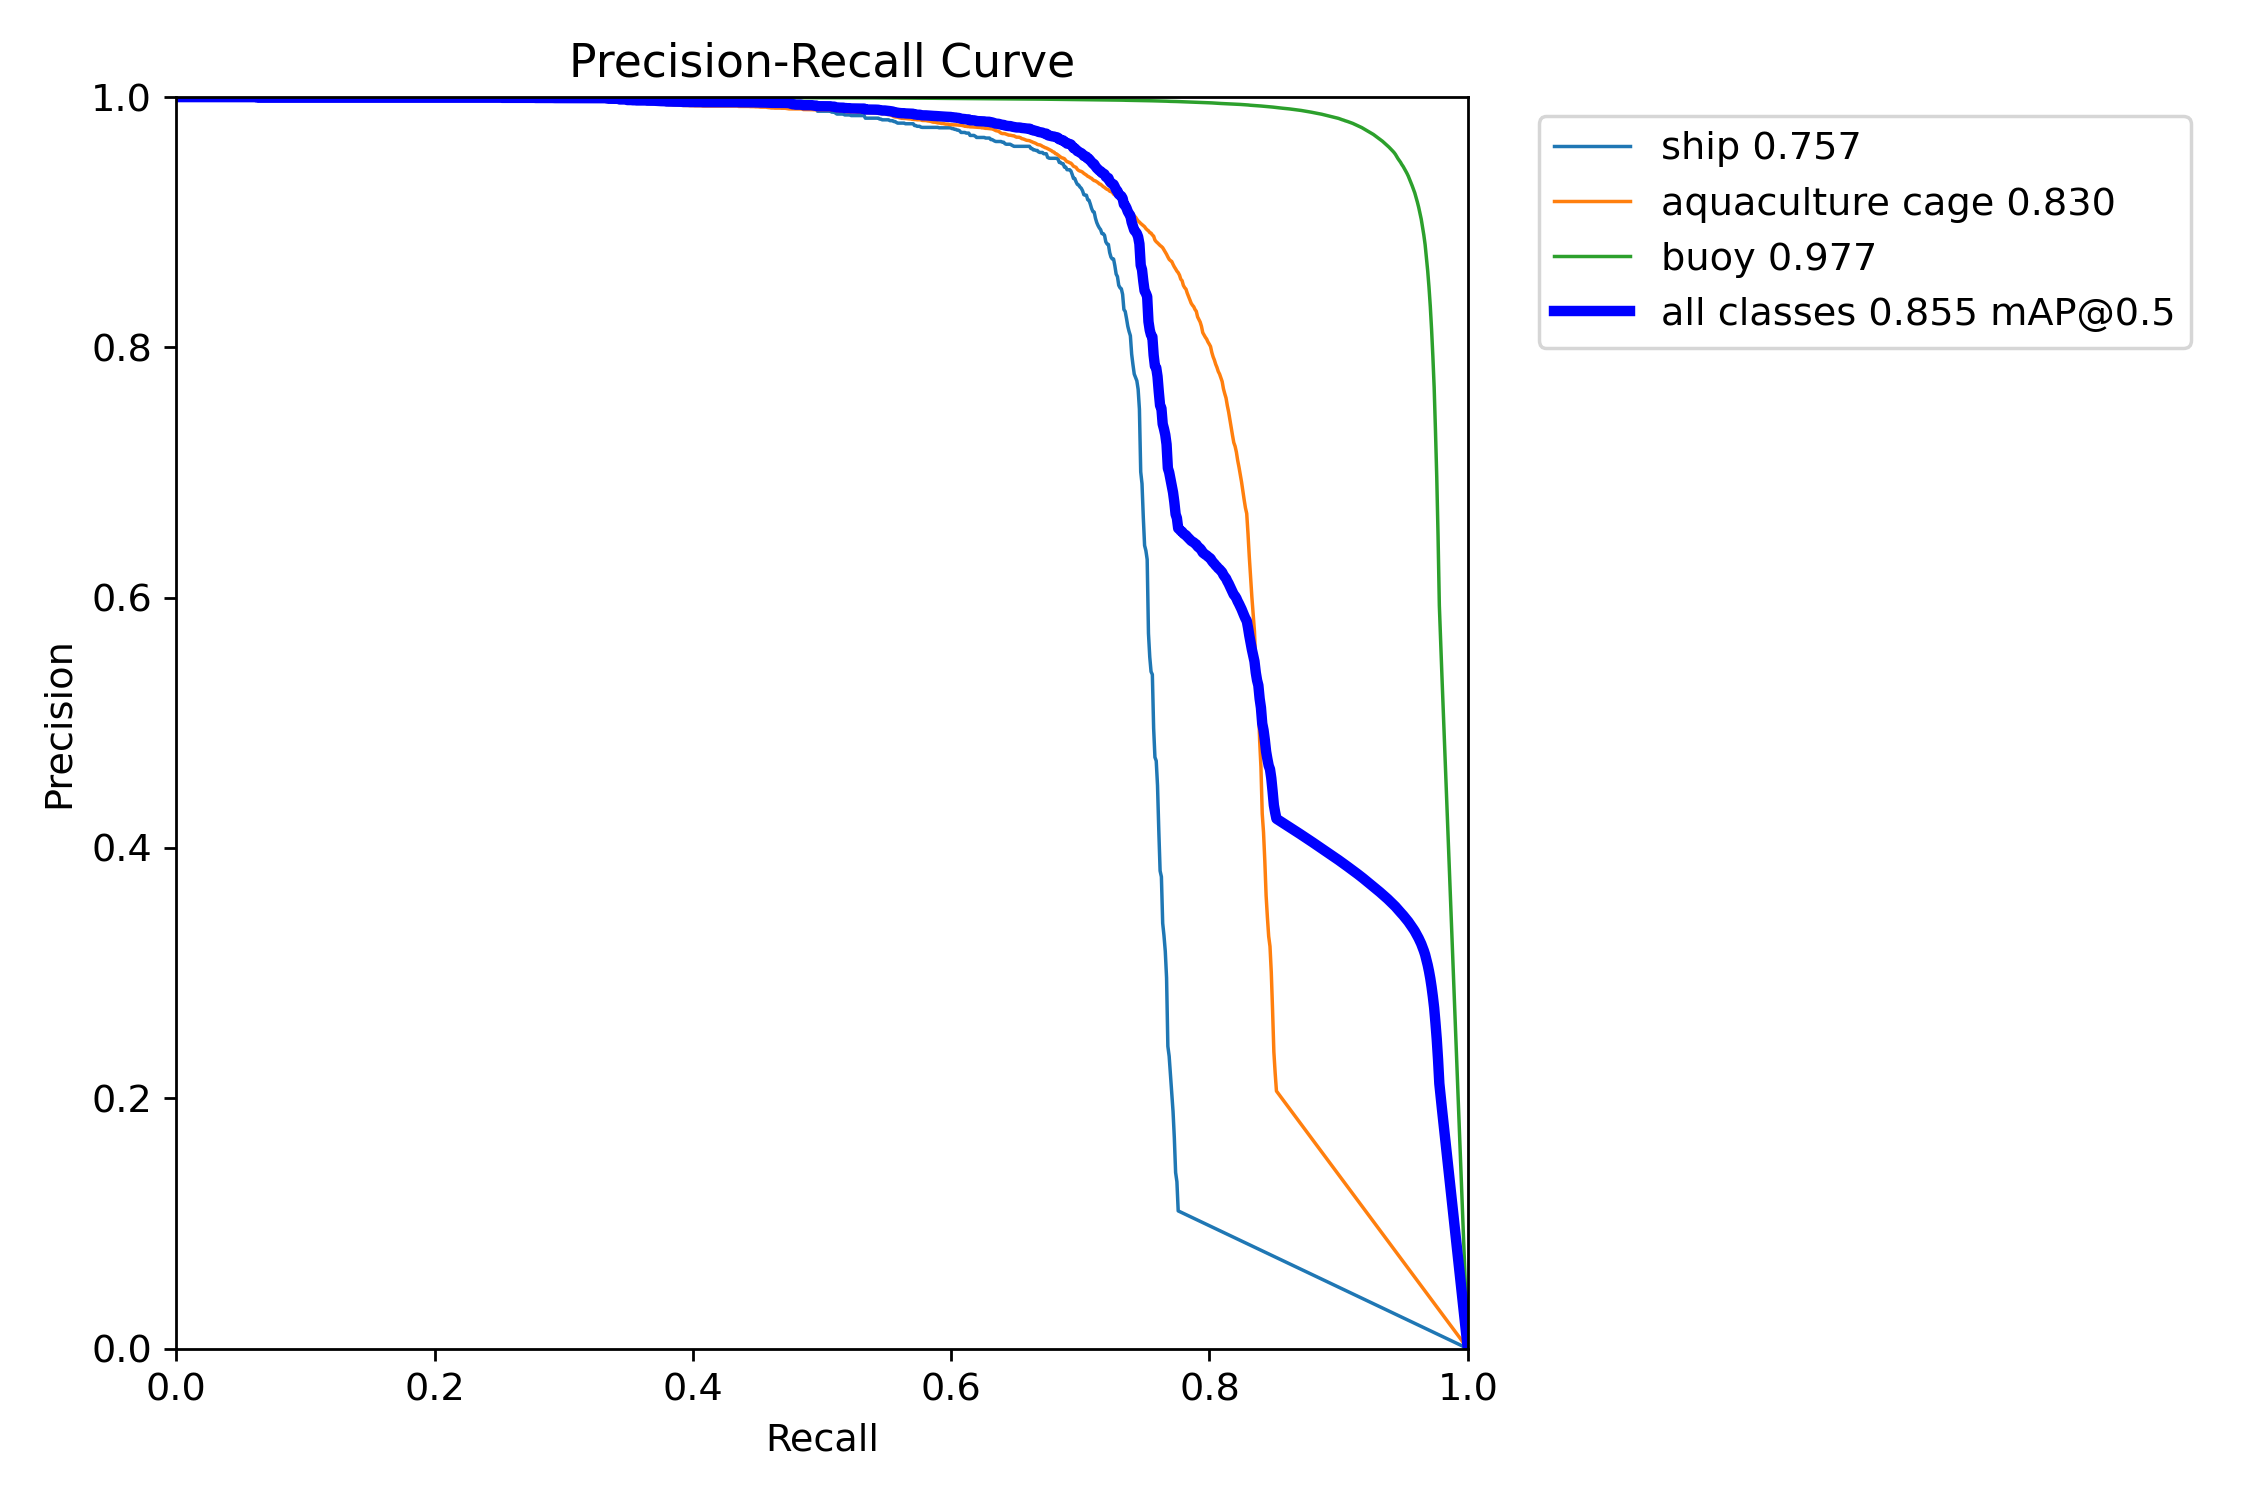 Precision-Recall Curve
1.0
0.8
0.6
0.4
0.2
0.0
Precision
0.0 0.2 0.4 0.6 0.8 1.0
Recall
ship 0.757
aquaculture cage 0.830
buoy 0.977
all classes 0.855 mAP@0.5